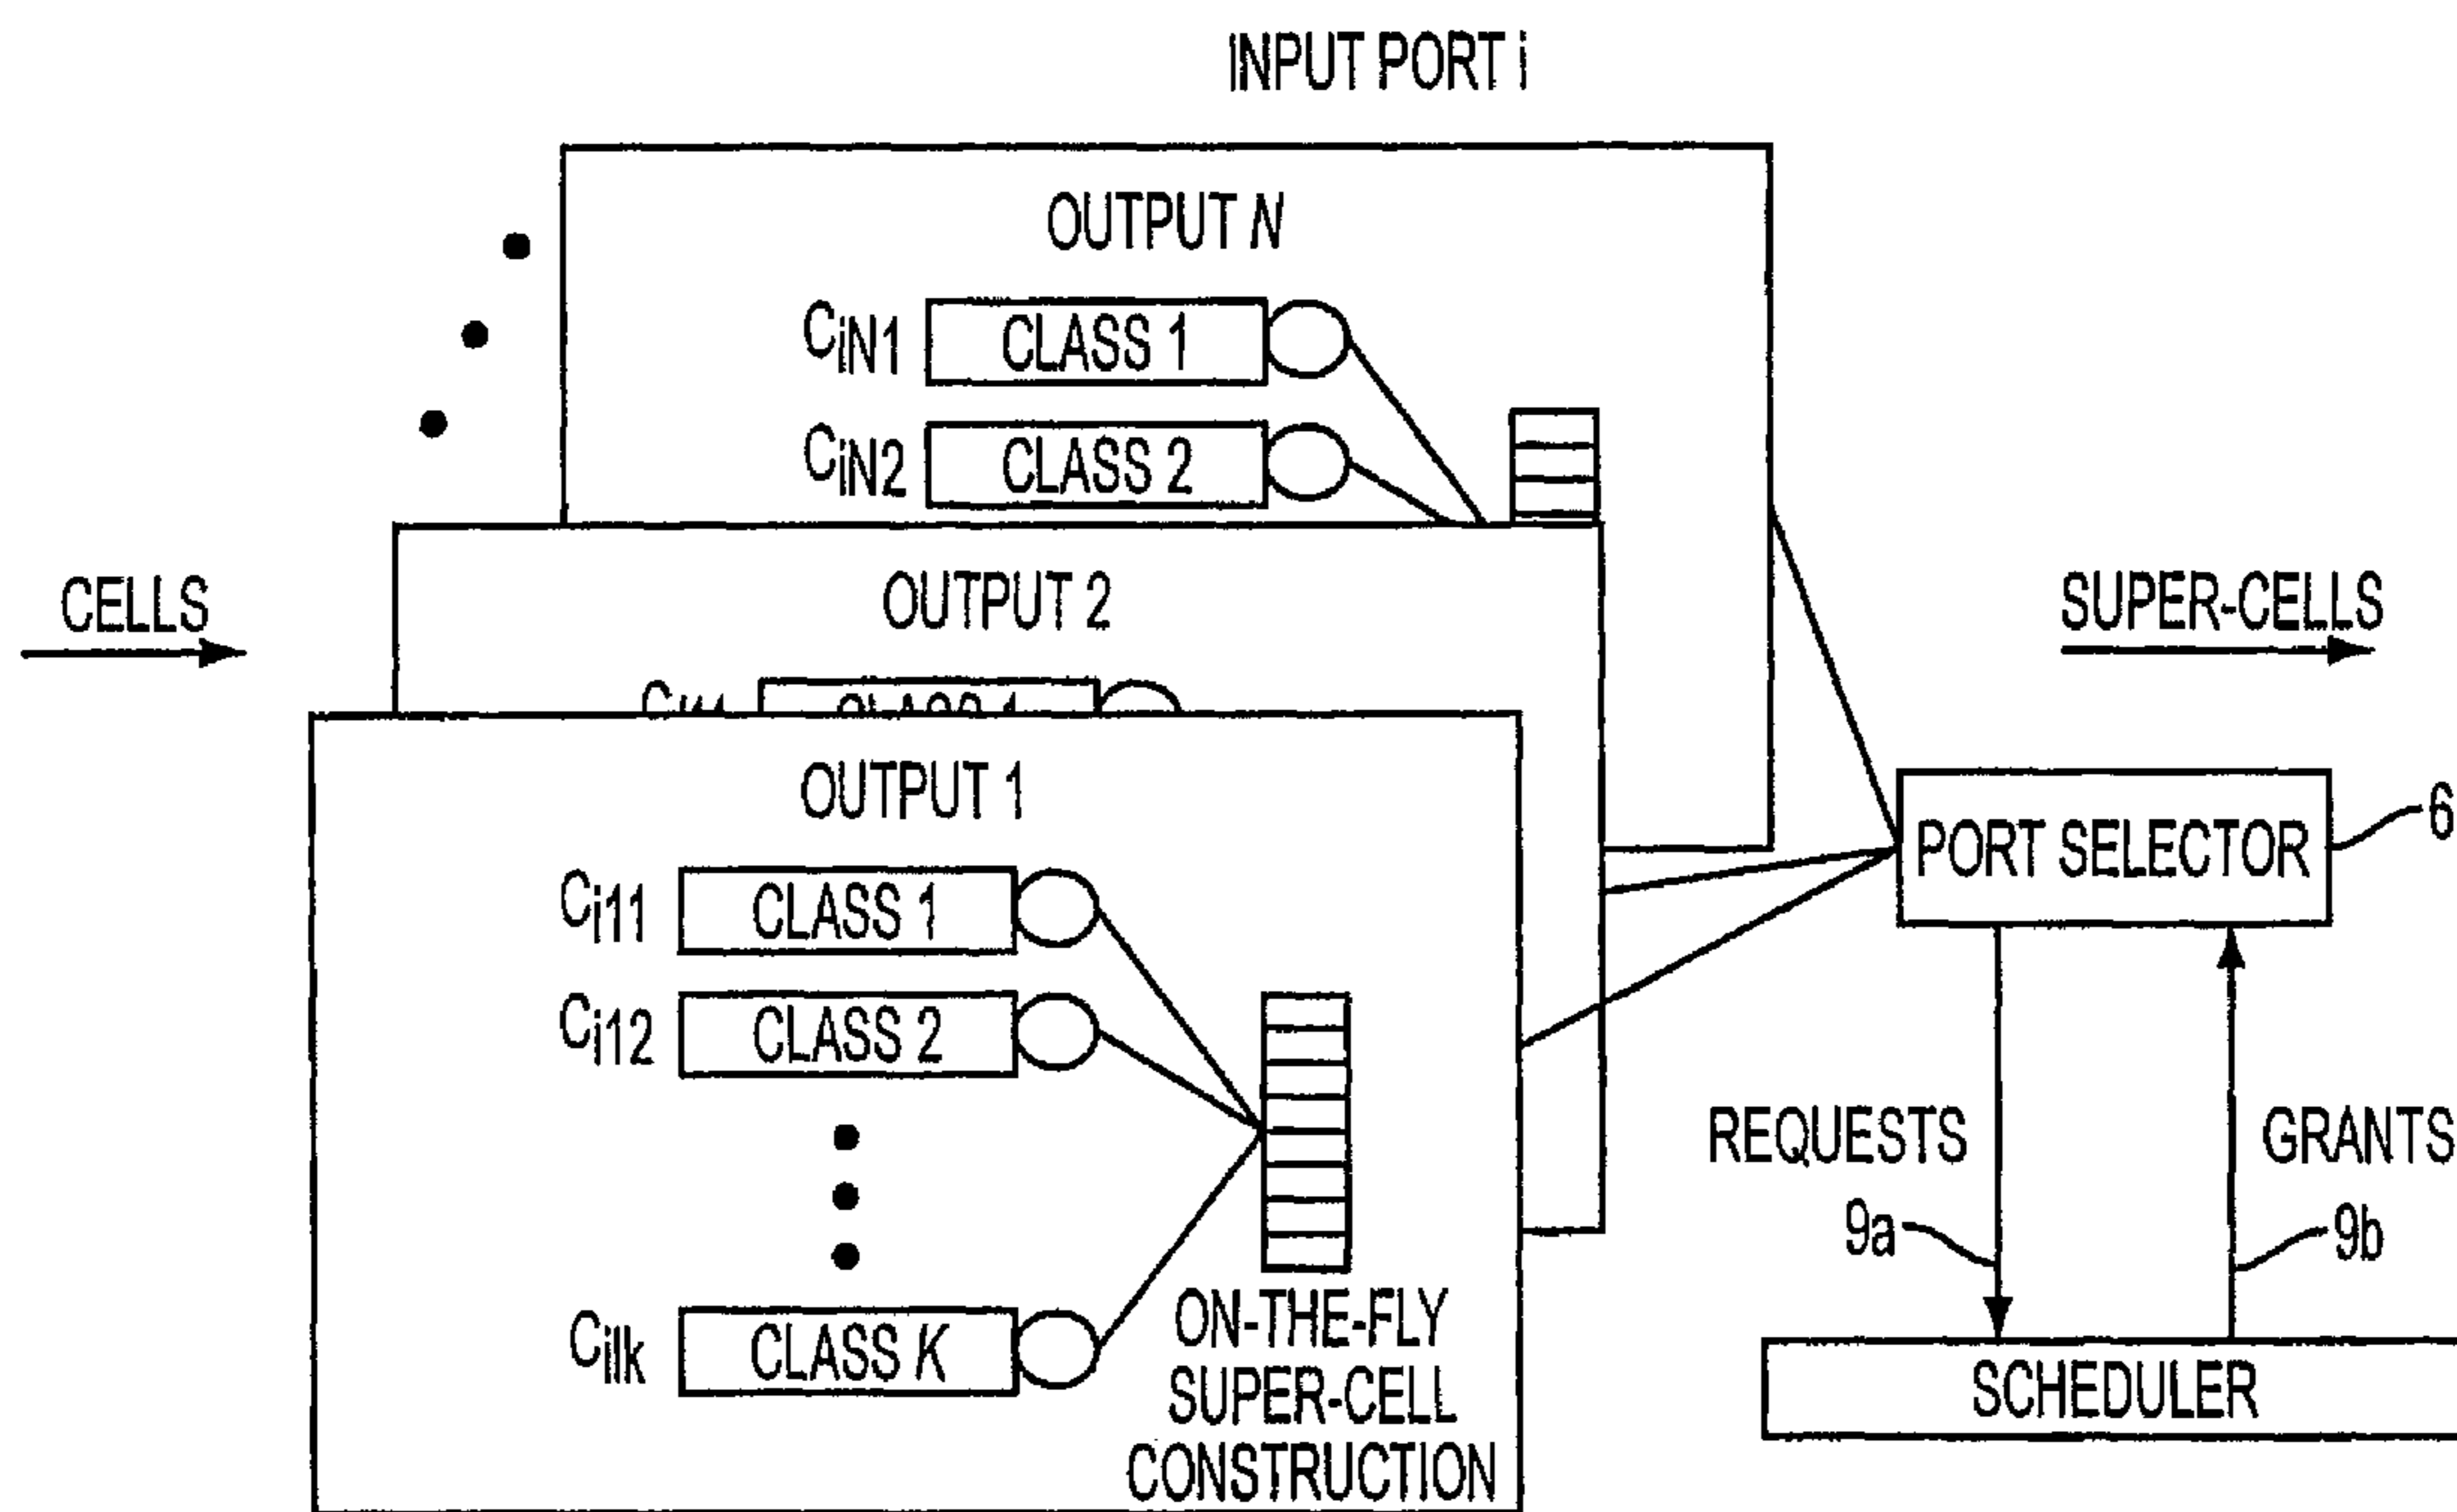 INPUT PORT i
OUTPUT N
CiN1 CLASS 1
CiN2 CLASS 2
CELLS
OUTPUT 2
SUPER-CELLS
OUTPUT 1
PORT SELECTOR 6
Ci11 CLASS 1
Ci12 CLASS 2
REQUESTS
GRANTS
9a
9b
Cilk CLASS K
ON-THE-FLY
SUPER-CELL
CONSTRUCTION
SCHEDULER